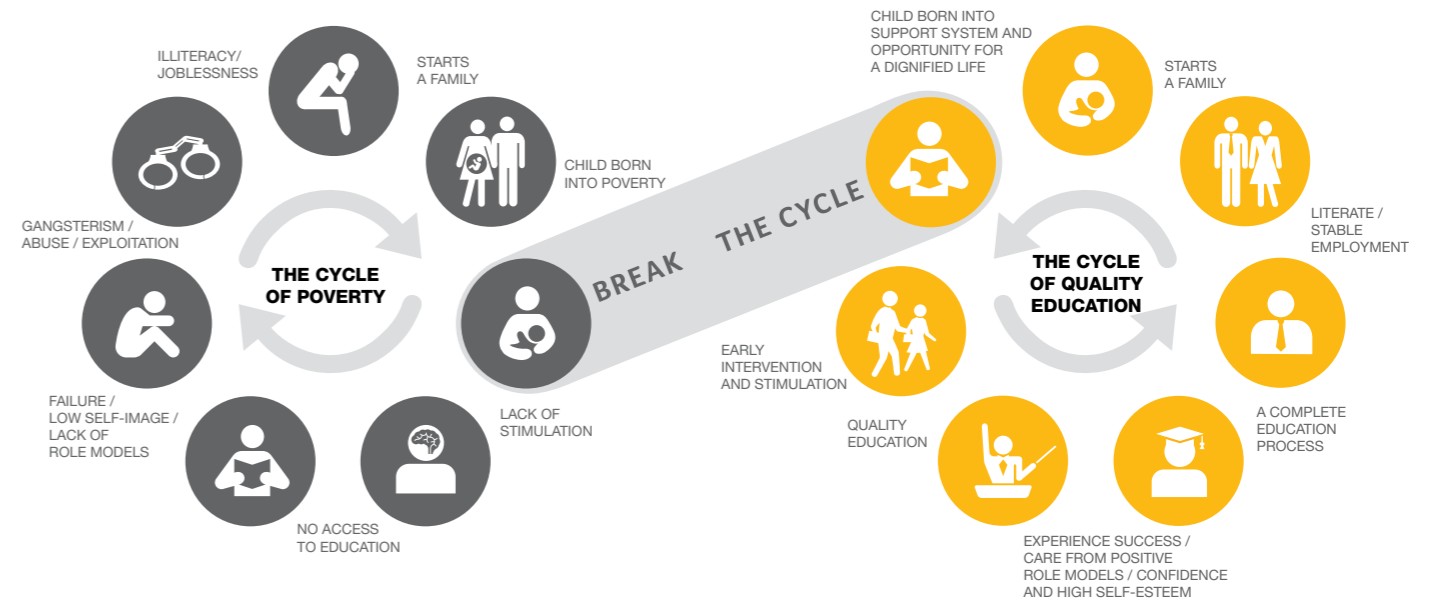 ILLITERACY/
JOBLESSNESS
STARTS
A FAMILY
CHILD BORN
INTO POVERTY
GANGSTERISM /
ABUSE / EXPLOITATION
THE CYCLE
OF POVERTY
FAILURE /
LOW SELF-IMAGE /
LACK OF
ROLE MODELS
LACK OF
STIMULATION
NO ACCESS
TO EDUCATION
BREAK THE CYCLE
CHILD BORN INTO
SUPPORT SYSTEM AND
OPPORTUNITY FOR
A DIGNIFIED LIFE
STARTS
A FAMILY
LITERATE /
STABLE
EMPLOYMENT
THE CYCLE
OF QUALITY
EDUCATION
EARLY
INTERVENTION
AND STIMULATION
QUALITY
EDUCATION
A COMPLETE
EDUCATION
PROCESS
EXPERIENCE SUCCESS /
CARE FROM POSITIVE
ROLE MODELS / CONFIDENCE
AND HIGH SELF-ESTEEM